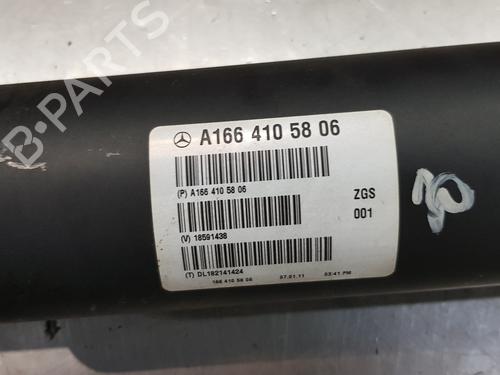 B-PARTS
A166 410 58 06
(P) A166 410 58 06
ZGS
001
(V) 18591438
(T) DL182141424
166 410 58 06 07.01.11 03:41 PM